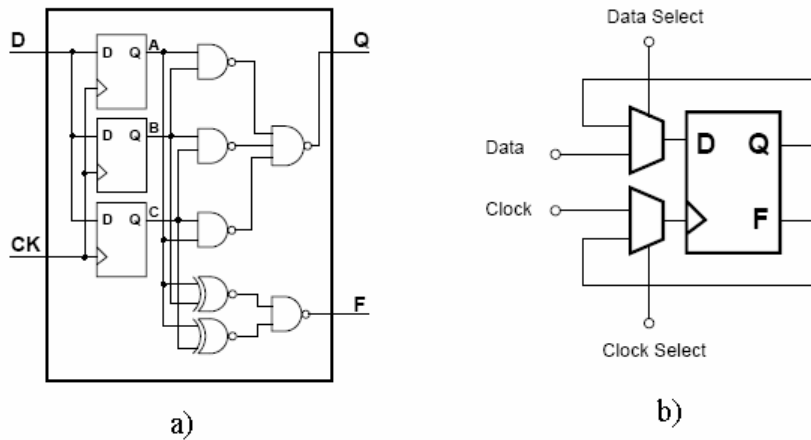 D
D Q
A
Q
D Q
B
D Q
C
CK
F
a)
Data Select
Data
Clock
D Q
F
Clock Select
b)